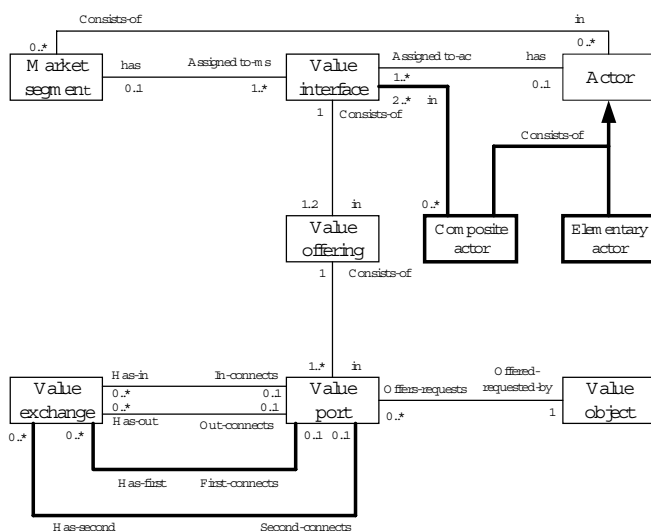 Consists-of
in
0..*
0..*
Market
segment
has
0..1
Assigned to-ms
1..*
Value
interface
Assigned to-ac
1..*
has
0..1
Actor
2..*
in
1
Consists-of
Consists-of
1..2
in
0..*
Value
offering
Composite
actor
Elementary
actor
1
Consists-of
1..*
in
Value
exchange
Has-in
0..*
0..*
Has-out
In-connects
0..1
0..1
Out-connects
Value
port
Offers-requests
0..*
Offered-
requested-by
1
Value
object
0..*
0..*
0..1
0..1
Has-first
First-connects
Has-second
Second-connects